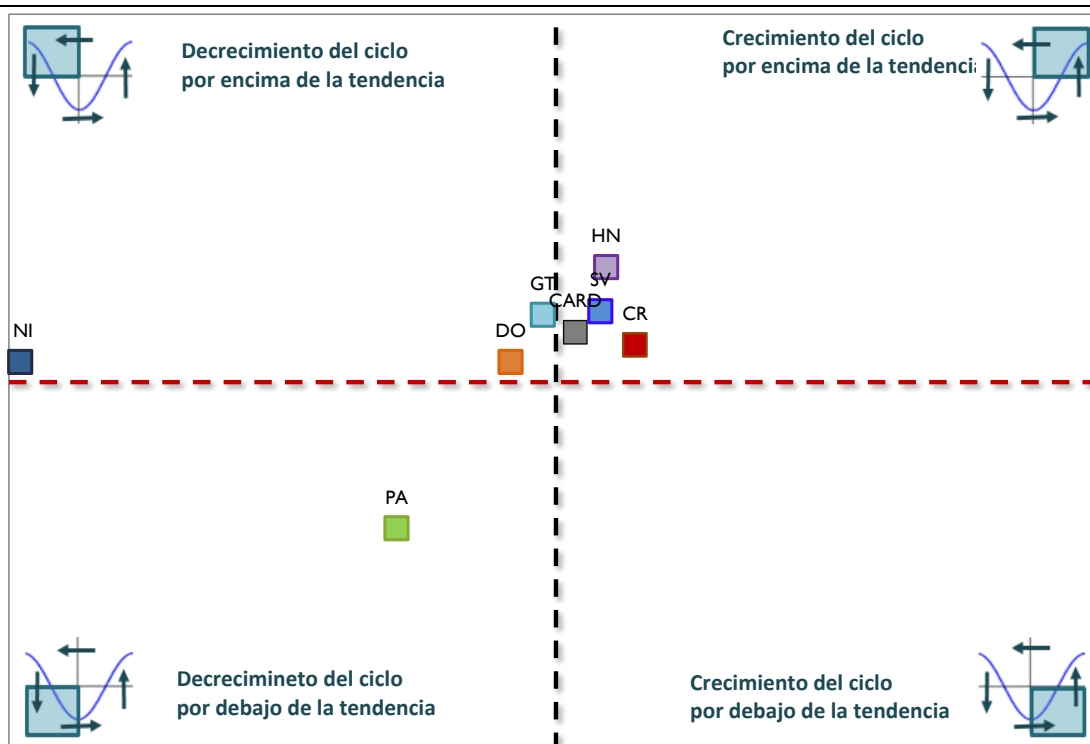 Decrecimiento del ciclo
por encima de la tendencia
Crecimiento del ciclo
por encima de la tendencia
HN
GT
SV
CARD
CR
NI
DO
PA
Decrecimineto del ciclo
por debajo de la tendencia
Crecimiento del ciclo
por debajo de la tendencia